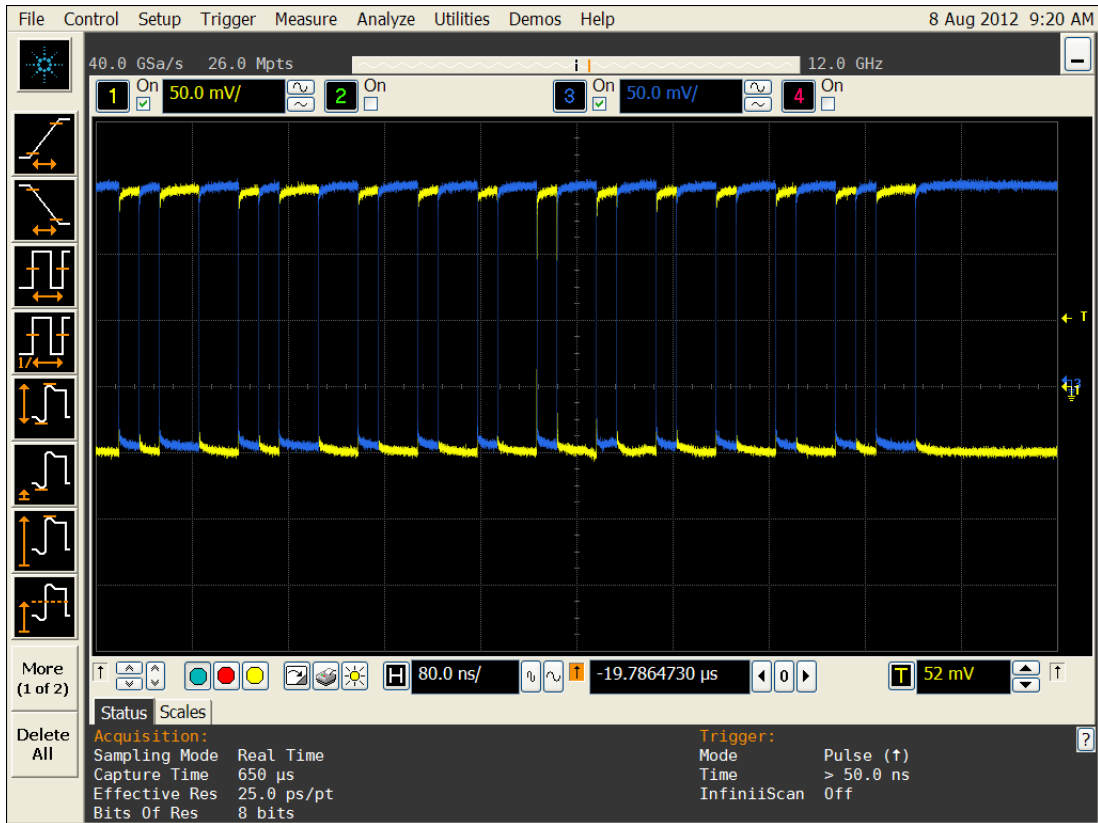 File Control Setup Trigger Measure Analyze Utilities Demos Help 8 Aug 2012 9:20 AM
40.0 GSa/s 26.0 Mpts 12.0 GHz
1 On 50.0 mV/ 2 On 3 On 50.0 mV/ 4 On
T
1/
More
(1 of 2)
Delete
All
H 80.0 ns/ -19.7864730 µs 0 T 52 mV
Status Scales
Acquisition:
Sampling Mode Real Time
Capture Time 650 µs
Effective Res 25.0 ps/pt
Bits Of Res 8 bits
Trigger:
Mode Pulse (↑)
Time > 50.0 ns
InfiniiScan Off
?